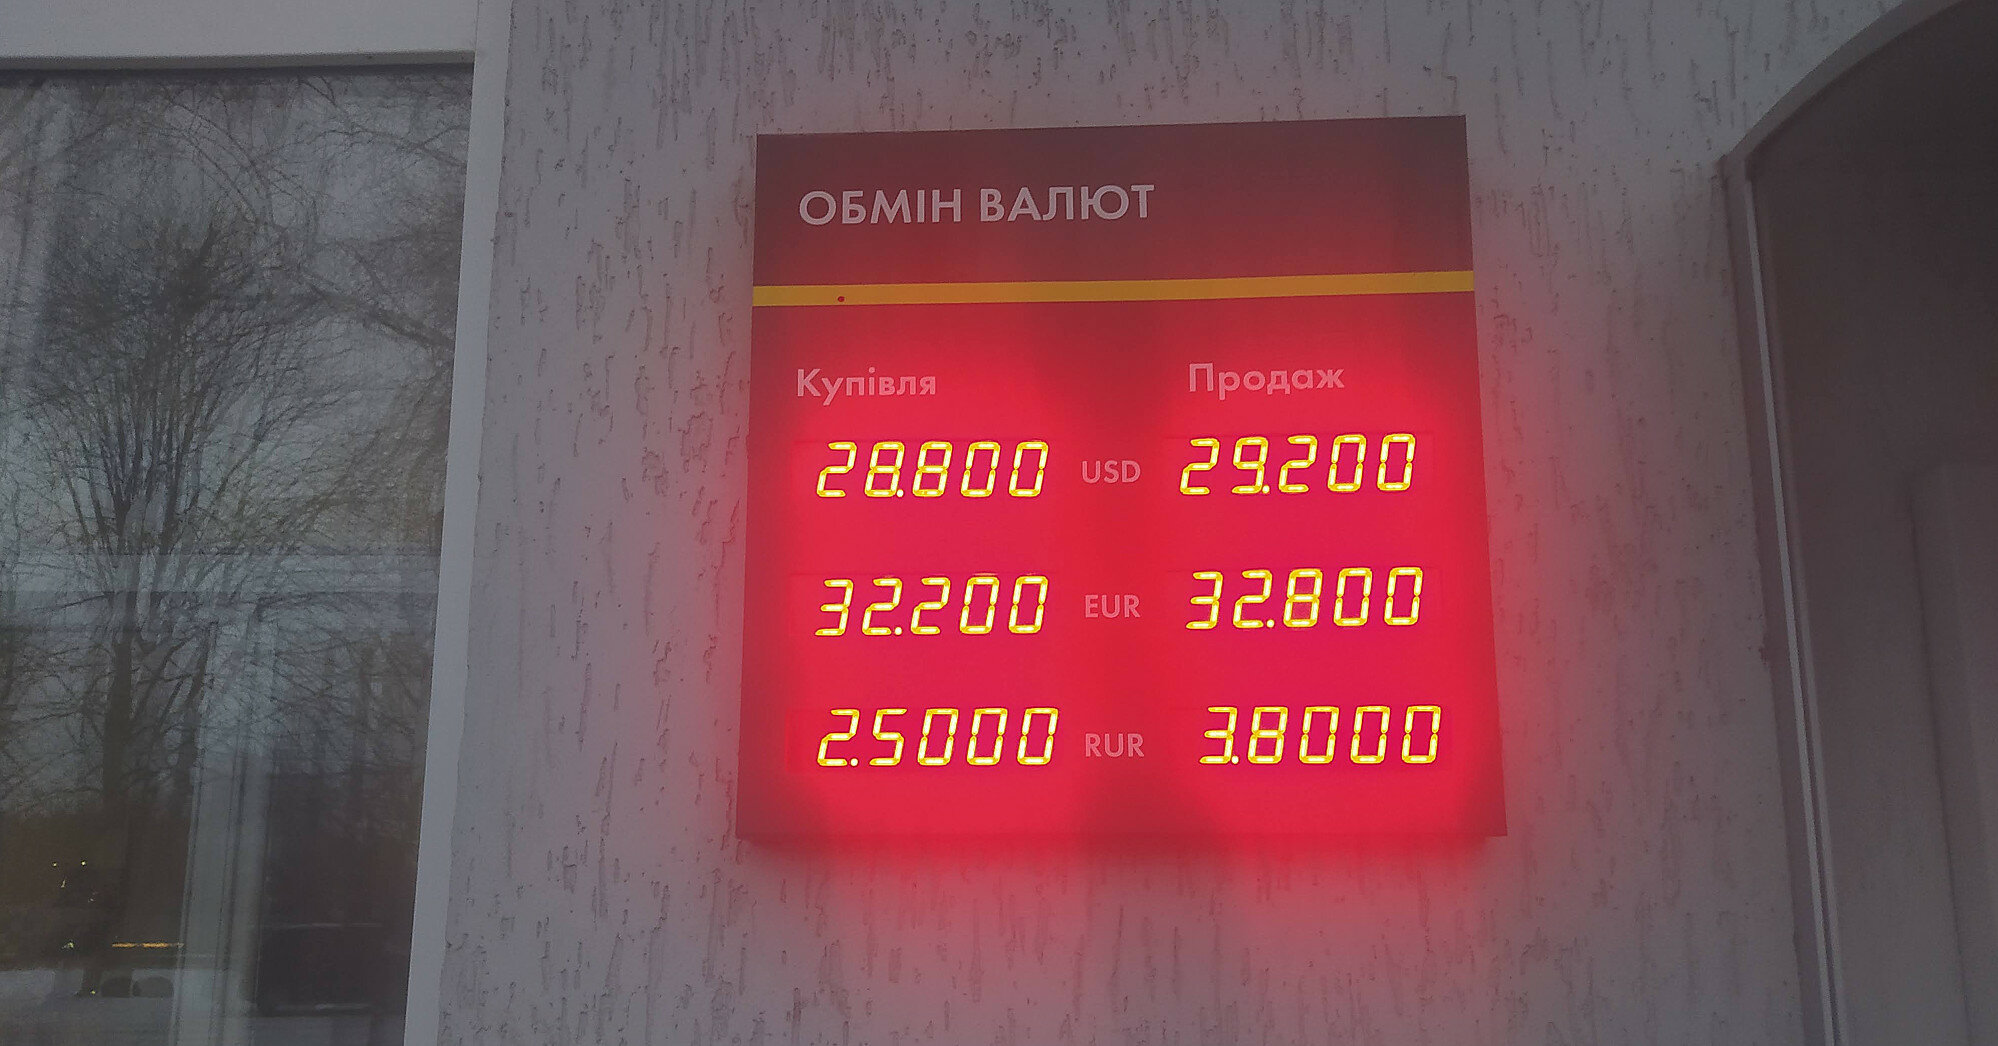 ОБМІН ВАЛЮТ
Купівля Продаж
28.800 USD 29.200
32.200 EUR 32.800
2.5000 RUR 3.8000